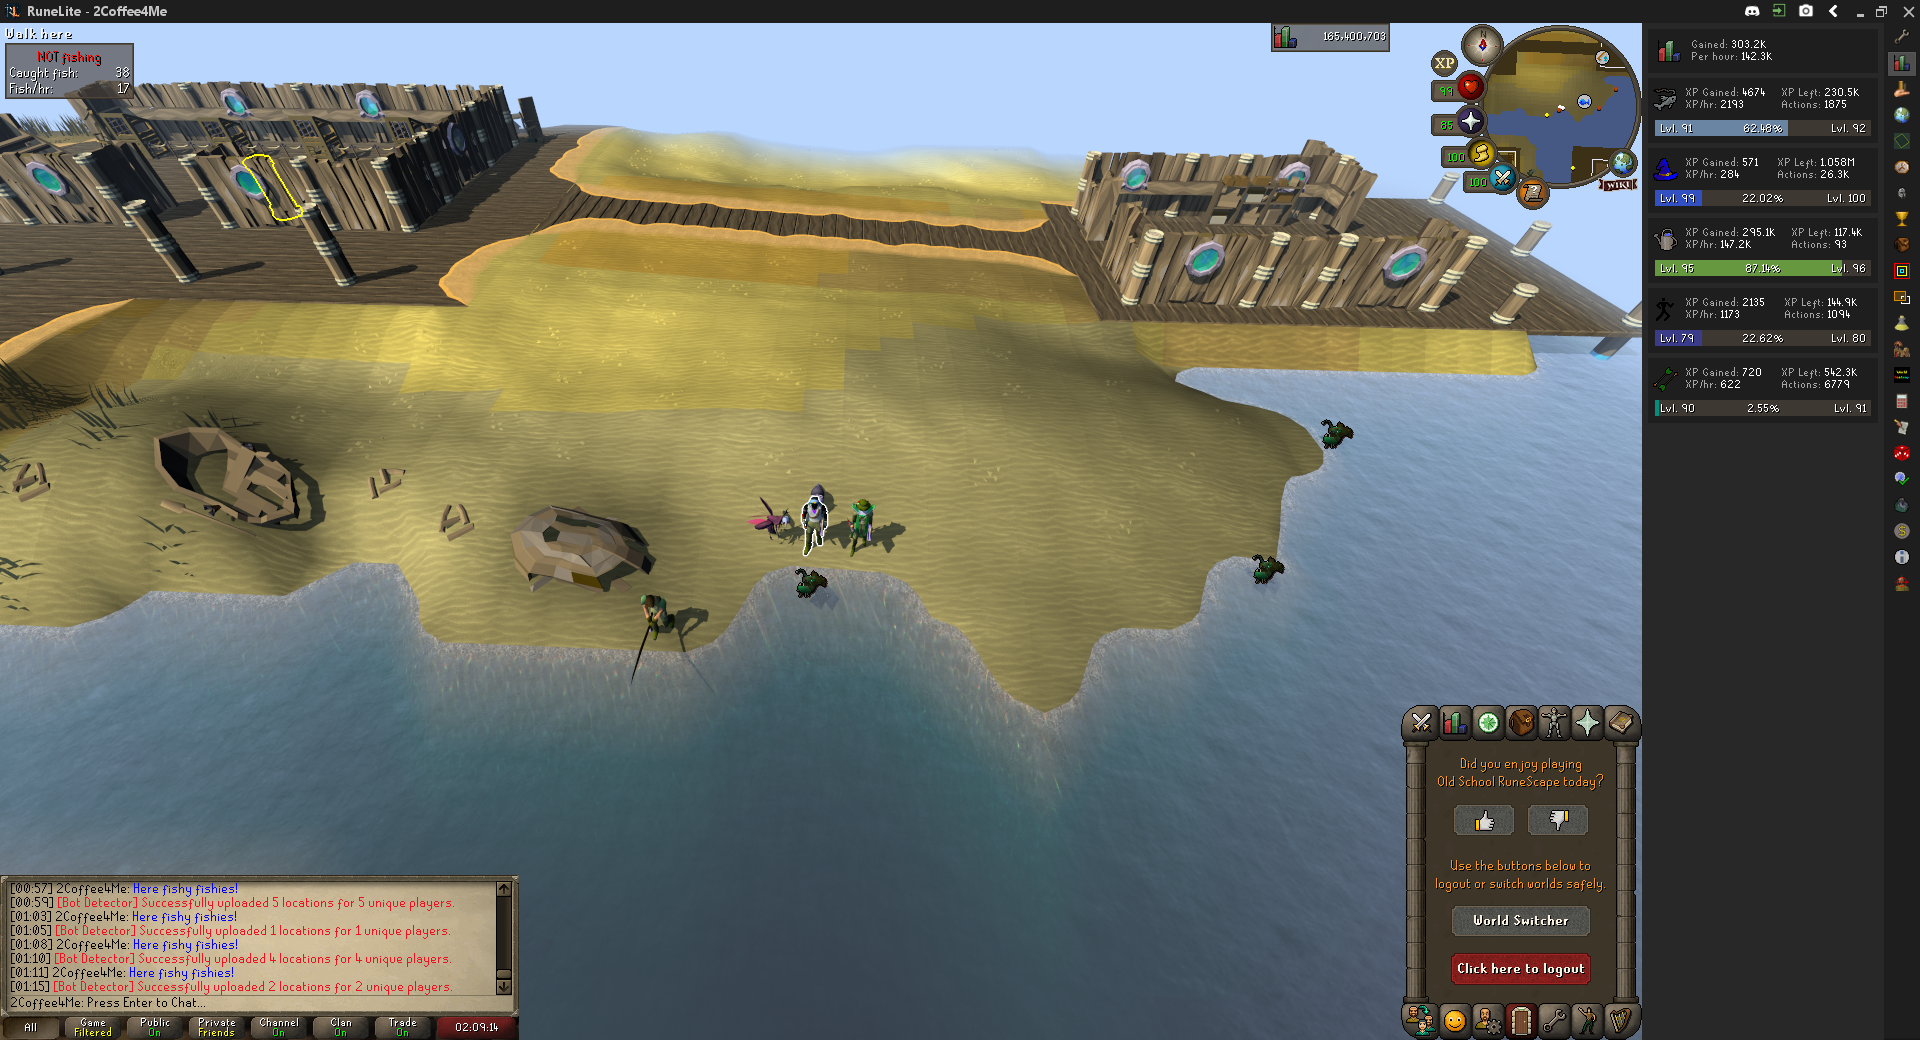 RuneLite - 2Coffee4Me
Walk here
NOT fishing
Caught fish: 38
Fish/hr: 17
165,400,703
XP
99
85
100
100
N
WIKI
Gained: 303.2K
Per hour: 142.3K
XP Gained: 4674 XP Left: 230.5K
XP/hr: 2193 Actions: 1875
Lvl. 91 62.48% Lvl. 92
XP Gained: 571 XP Left: 1.058M
XP/hr: 284 Actions: 26.3K
Lvl. 99 22.02% Lvl. 100
XP Gained: 295.1K XP Left: 117.4K
XP/hr: 147.2K Actions: 93
Lvl. 95 87.14% Lvl. 96
XP Gained: 2135 XP Left: 144.9K
XP/hr: 1173 Actions: 1094
Lvl. 79 22.62% Lvl. 80
XP Gained: 720 XP Left: 542.3K
XP/hr: 622 Actions: 6779
Lvl. 90 2.55% Lvl. 91
Did you enjoy playing
Old School RuneScape today?
Use the buttons below to
logout or switch worlds safely.
World Switcher
Click here to logout
[00:57] 2Coffee4Me: Here fishy fishies!
[00:59] [Bot Detector] Successfully uploaded 5 locations for 5 unique players.
[01:03] 2Coffee4Me: Here fishy fishies!
[01:05] [Bot Detector] Successfully uploaded 1 locations for 1 unique players.
[01:08] 2Coffee4Me: Here fishy fishies!
[01:10] [Bot Detector] Successfully uploaded 4 locations for 4 unique players.
[01:11] 2Coffee4Me: Here fishy fishies!
[01:15] [Bot Detector] Successfully uploaded 2 locations for 2 unique players.
2Coffee4Me: Press Enter to Chat...
All
Game
Filtered
Public
On
Private
Friends
Channel
On
Clan
On
Trade
On
02:09:14